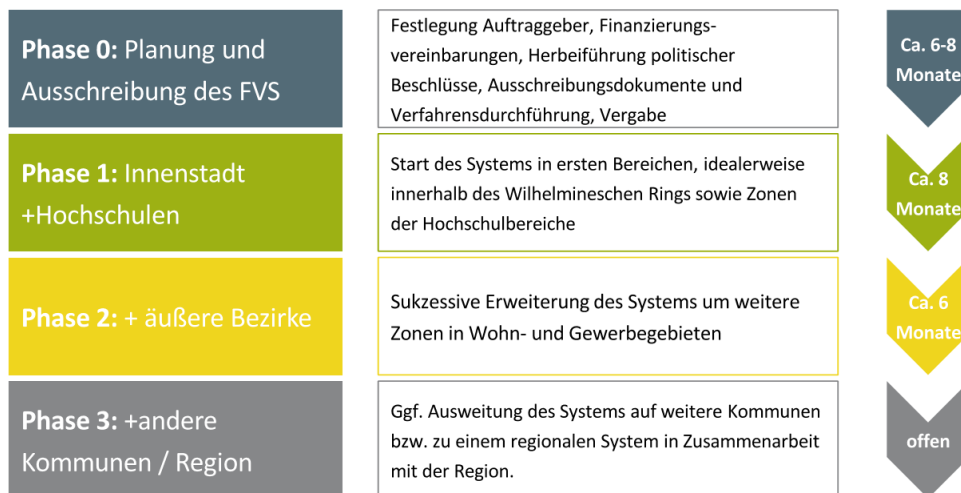 Phase 0: Planung und
Ausschreibung des FVS
Festlegung Auftraggeber, Finanzierungs-
vereinbarungen, Herbeiführung politischer
Beschlüsse, Ausschreibungsdokumente und
Verfahrensdurchführung, Vergabe
Ca. 6-8
Monate
Phase 1: Innenstadt
+Hochschulen
Start des Systems in ersten Bereichen, idealerweise
innerhalb des Wilhelmineschen Rings sowie Zonen
der Hochschulbereiche
Ca. 8
Monate
Phase 2: + äußere Bezirke
Sukzessive Erweiterung des Systems um weitere
Zonen in Wohn- und Gewerbegebieten
Ca. 6
Monate
Phase 3: +andere
Kommunen / Region
Ggf. Ausweitung des Systems auf weitere Kommunen
bzw. zu einem regionalen System in Zusammenarbeit
mit der Region.
offen